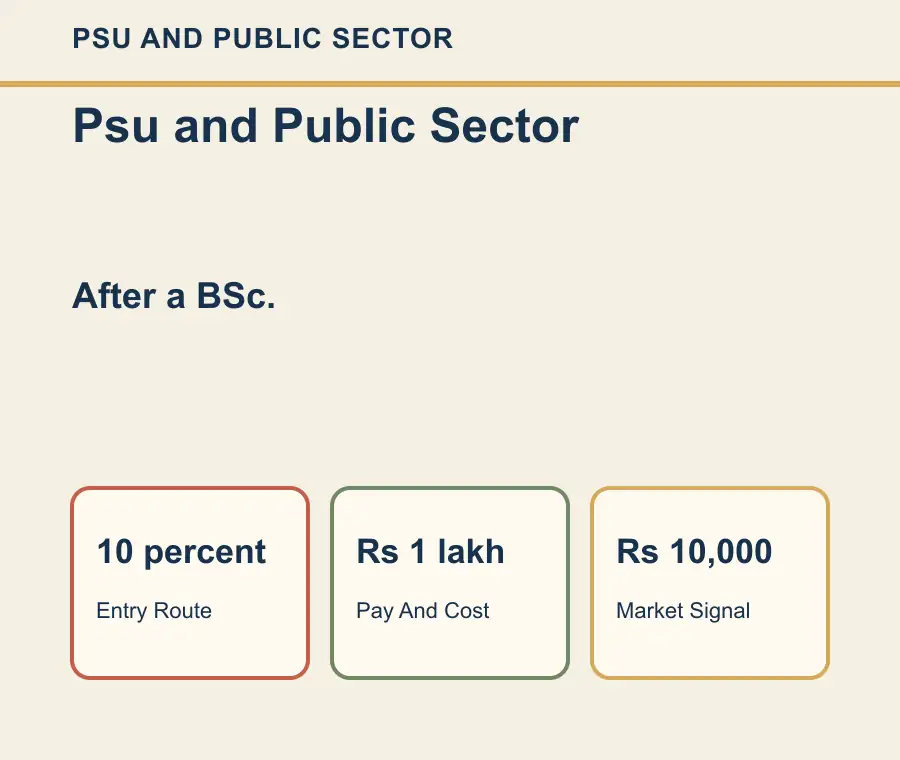 PSU AND PUBLIC SECTOR
Psu and Public Sector
After a BSc.
10 percent
Entry Route
Rs 1 lakh
Pay And Cost
Rs 10,000
Market Signal